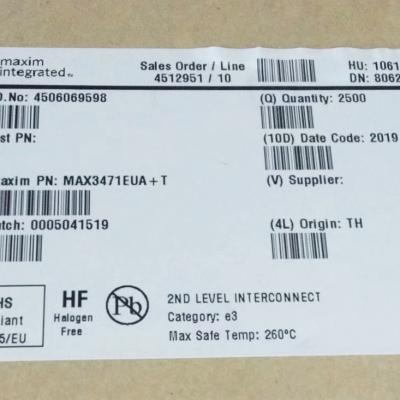 maxim
integrated™
Sales Order / Line
4512951 / 10
HU: 1061
DN: 8062
O.No: 4506069598
(Q) Quantity: 2500
st PN:
(10D) Date Code: 2019
axim PN: MAX3471EUA+T
(V) Supplier:
atch: 0005041519
(4L) Origin: TH
HS
iant
5/EU
HF
Halogen
Free
Pb
2ND LEVEL INTERCONNECT
Category: e3
Max Safe Temp: 260°C